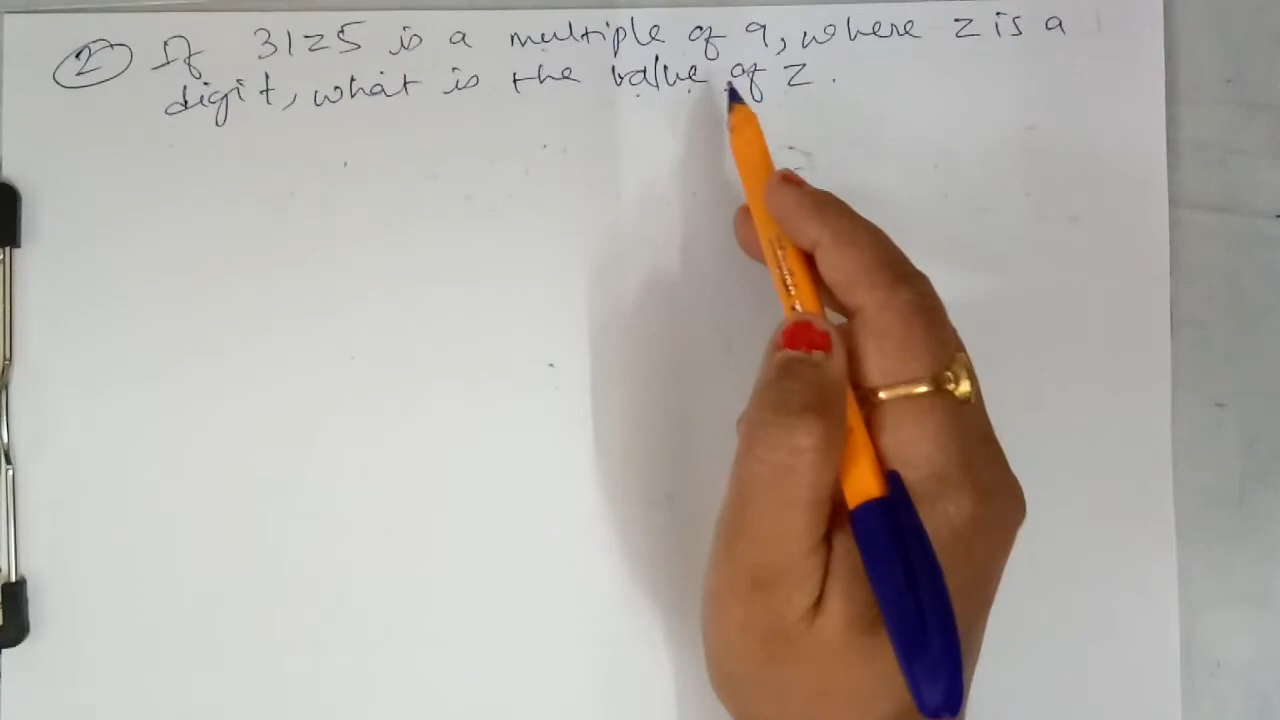 ② If 31z5 is a multiple of 9, where z is a
digit, what is the value of z.